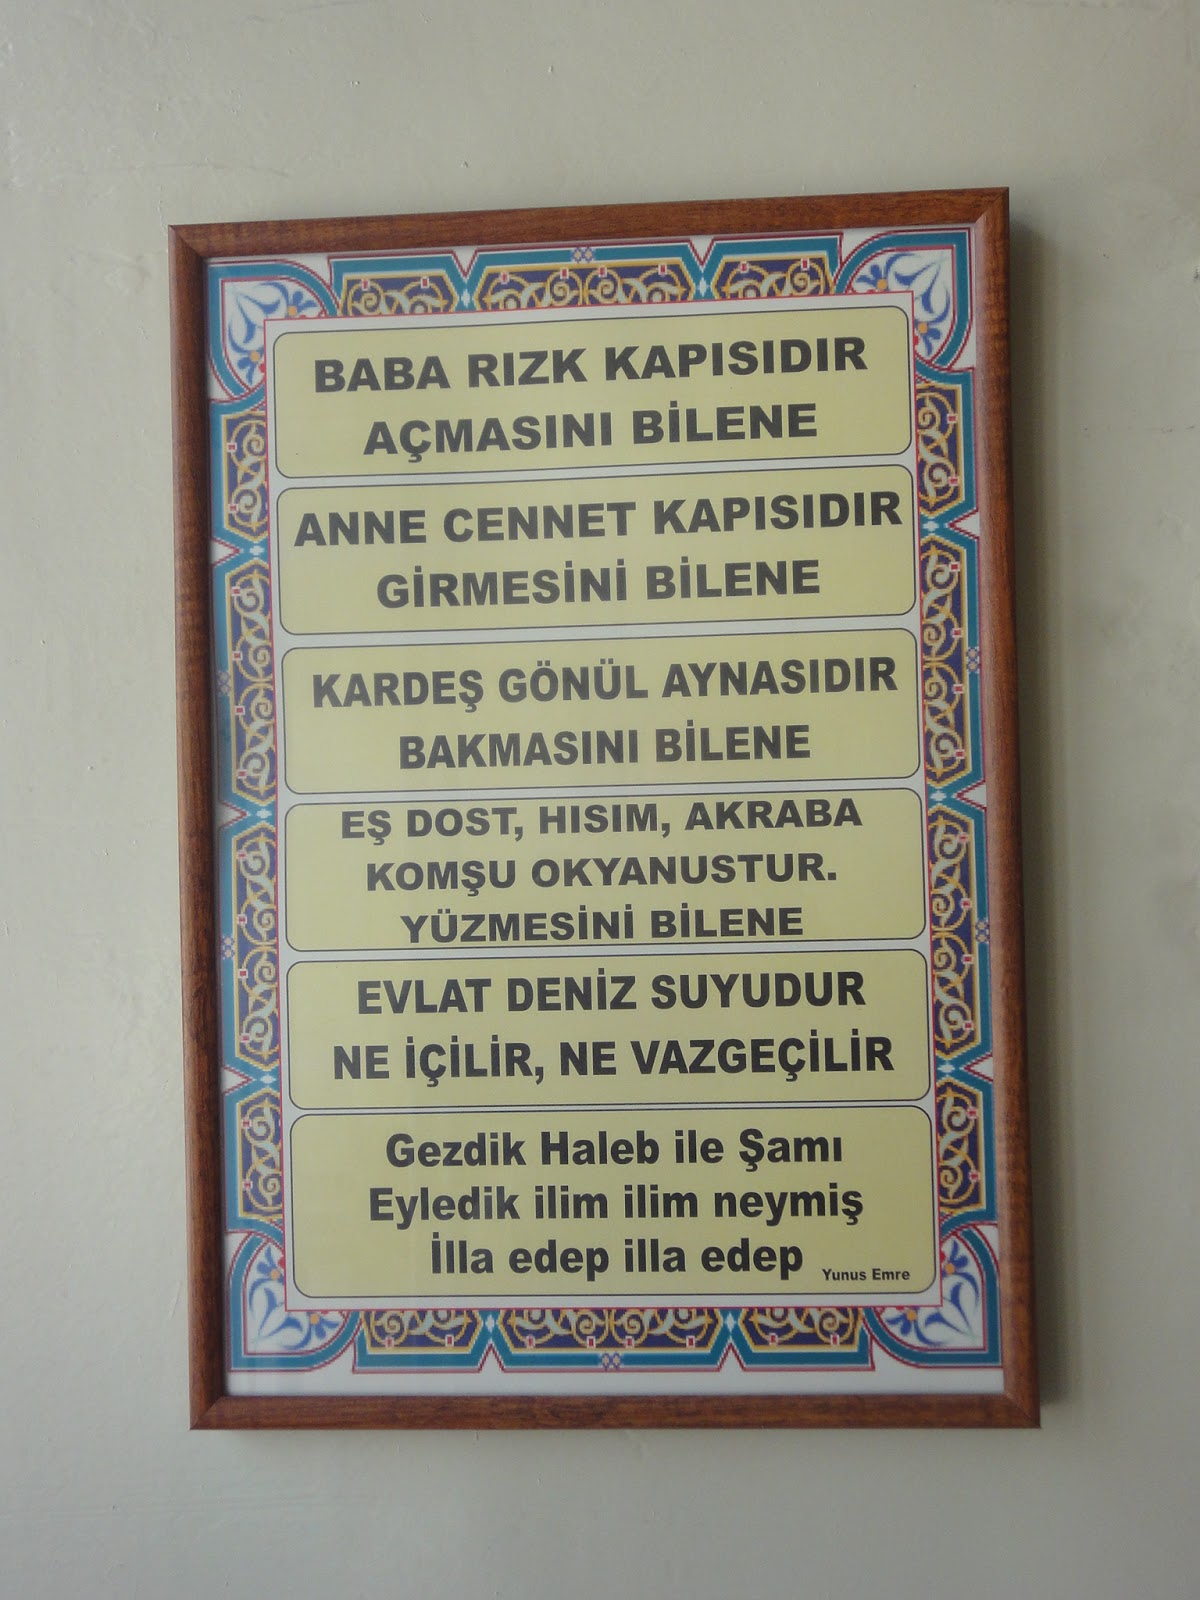 BABA RIZK KAPISIDIR
AÇMASINI BİLENE
ANNE CENNET KAPISIDIR
GİRMESİNİ BİLENE
KARDEŞ GÖNÜL AYNASIDIR
BAKMASINI BİLENE
EŞ DOST, HISIM, AKRABA
KOMŞU OKYANUSTUR.
YÜZMESİNİ BİLENE
EVLAT DENİZ SUYUDUR
NE İÇİLİR, NE VAZGEÇİLİR
Gezdik Haleb ile Şamı
Eyledik ilim ilim neymiş
İlla edep illa edep
Yunus Emre